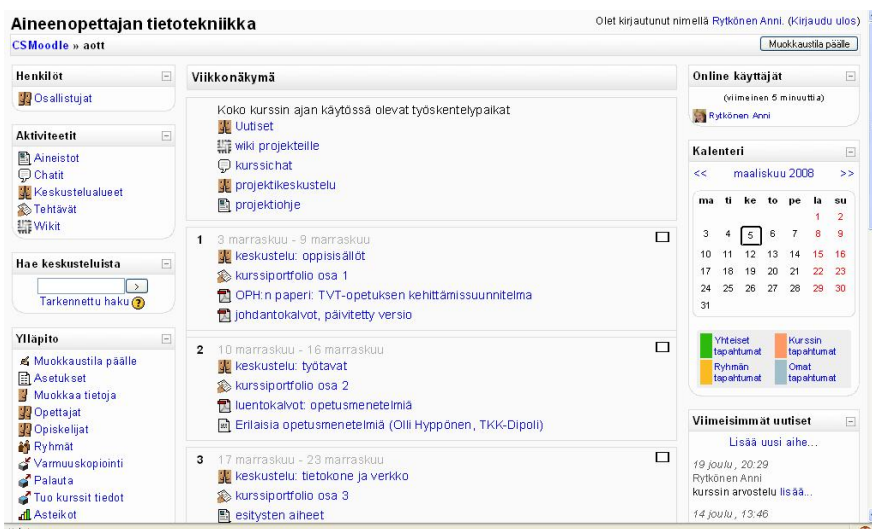 Aineenopettajan tietotekniikka
Olet kirjautunut nimellä Rytkönen Anni. (Kirjaudu ulos)
CSMoodle » aott
Muokkaustila päälle
Henkilöt
Osallistujat
Aktiviteetit
Aineistot
Chatit
Keskustelualueet
Tehtävät
Wikit
Hae keskusteluista
>
Tarkennettu haku ?
Ylläpito
Muokkaustila päälle
Asetukset
Muokkaa tietoja
Opettajat
Opiskelijat
Ryhmät
Varmuuskopiointi
Palauta
Tuo kurssit tiedot
Asteikot
Viikkonäkymä
Koko kurssin ajan käytössä olevat työskentelypaikat
Uutiset
wiki projekteille
kurssichat
projektikeskustelu
projektiohje
1 3 marraskuu - 9 marraskuu
keskustelu: oppisisällöt
kurssiportfolio osa 1
OPH:n paperi: TVT-opetuksen kehittämissuunnitelma
johdantokalvot, päivitetty versio
2 10 marraskuu - 16 marraskuu
keskustelu: työtavat
kurssiportfolio osa 2
luentokalvot: opetusmenetelmiä
Erilaisia opetusmenetelmiä (Olli Hyppönen, TKK-Dipoli)
3 17 marraskuu - 23 marraskuu
keskustelu: tietokone ja verkko
kurssiportfolio osa 3
esitysten aiheet
Online käyttäjät
(viimeinen 5 minuuttia)
Rytkönen Anni
Kalenteri
<< maaliskuu 2008 >>
ma ti ke to pe la su
1 2
3 4 5 6 7 8 9
10 11 12 13 14 15 16
17 18 19 20 21 22 23
24 25 26 27 28 29 30
31
Yhteiset tapahtumat
Kurssin tapahtumat
Ryhmän tapahtumat
Omat tapahtumat
Viimeisimmät uutiset
Lisää uusi aihe...
19 joulu, 20:29
Rytkönen Anni
kurssin arvostelu lisää...
14 joulu, 13:46